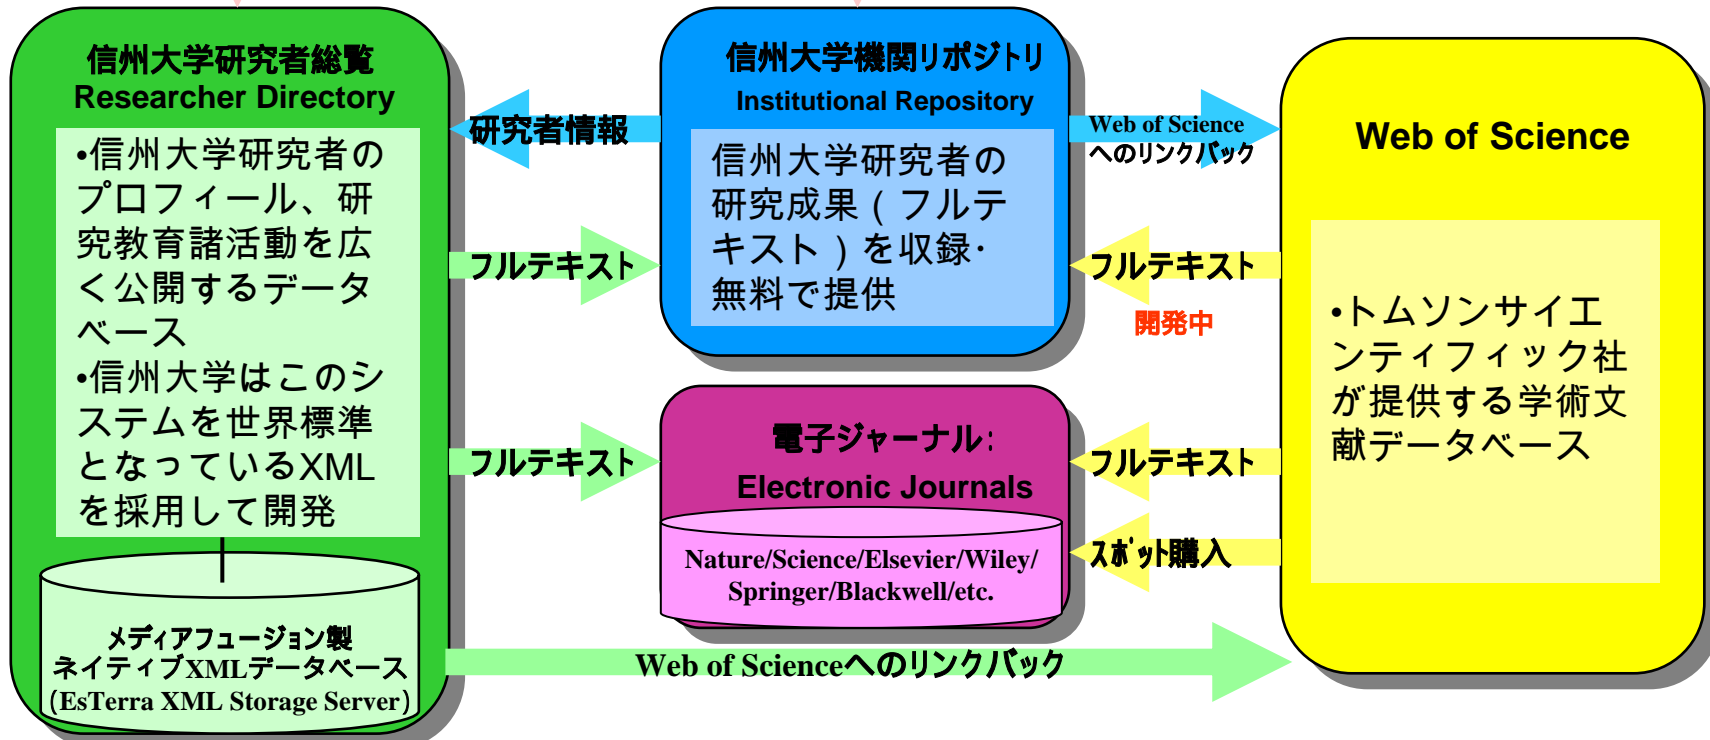 信州大学研究者総覧
Researcher Directory
•信州大学研究者の
プロフィール、研
究教育諸活動を広
く公開するデータ
ベース
•信州大学はこのシ
ステムを世界標準
となっているXML
を採用して開発
メディアフュージョン製
ネイティブXMLデータベース
(EsTerra XML Storage Server)
研究者情報
フルテキスト
フルテキスト
信州大学機関リポジトリ
Institutional Repository
信州大学研究者の
研究成果（フルテ
キスト）を収録・
無料で提供
電子ジャーナル:
Electronic Journals
Nature/Science/Elsevier/Wiley/
Springer/Blackwell/etc.
Web of Scienceへのリンクバック
Web of Science
へのリンクバック
フルテキスト
開発中
フルテキスト
スポット購入
Web of Science
•トムソンサイエ
ンティフィック社
が提供する学術文
献データベース